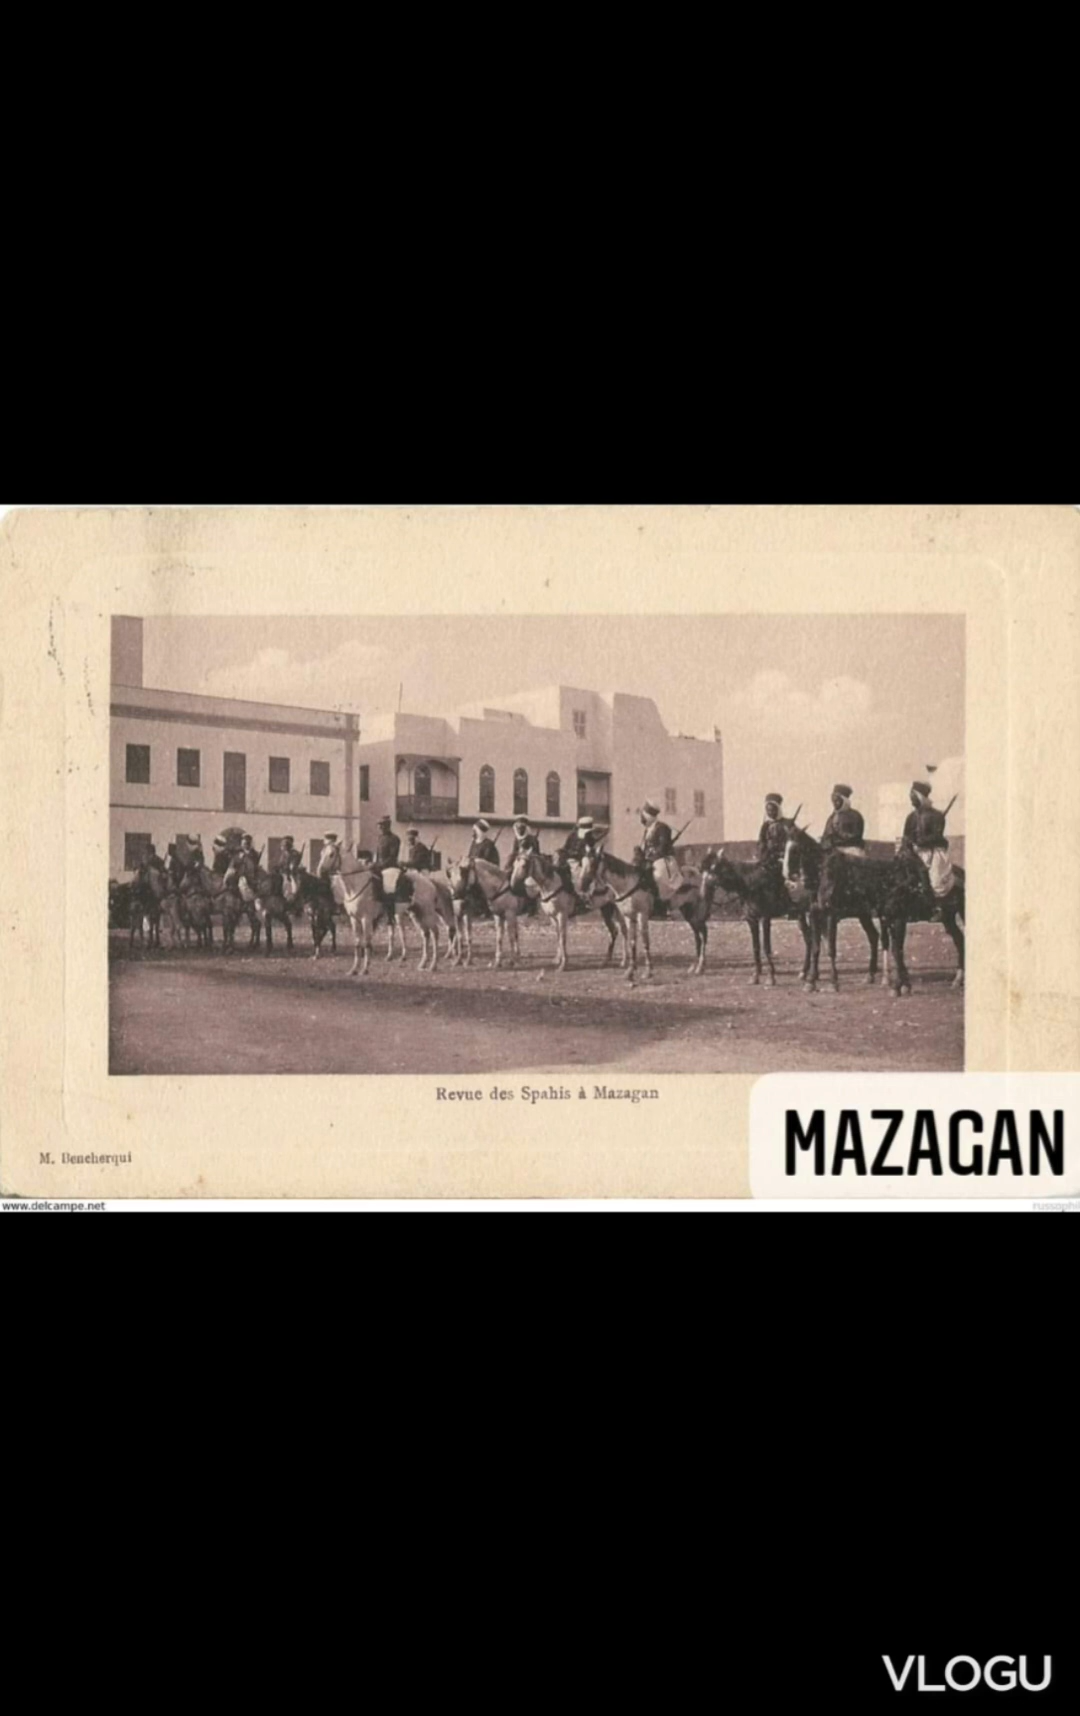 Revue des Spahis à Mazagan
MAZAGAN
M. Bencherqui
www.delcampe.net
VLOGU